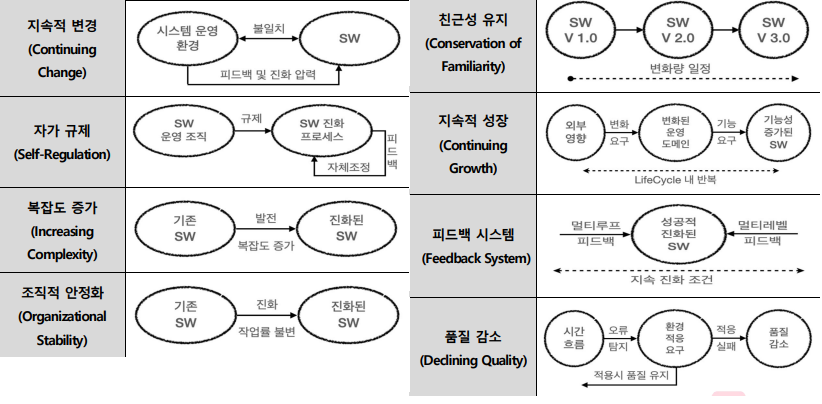 지속적 변경
(Continuing
Change)
시스템 운영
환경
불일치
SW
피드백 및 진화 압력
자가 규제
(Self-Regulation)
SW
운영 조직
규제
SW 진화
프로세스
피
드
백
자체조정
복잡도 증가
(Increasing
Complexity)
기존
SW
발전
복잡도 증가
진화된
SW
조직적 안정화
(Organizational
Stability)
기존
SW
진화
작업률 불변
진화된
SW
친근성 유지
(Conservation of
Familiarity)
SW
V 1.0
SW
V 2.0
SW
V 3.0
변화량 일정
지속적 성장
(Continuing
Growth)
외부
영향
변화
요구
변화된
운영
도메인
기능
요구
기능성
증가된
SW
LifeCycle 내 반복
피드백 시스템
(Feedback System)
멀티루프
피드백
성공적
진화된
SW
멀티레벨
피드백
지속 진화 조건
품질 감소
(Declining Quality)
시간
흐름
오류
탐지
환경
적응
요구
적응
실패
품질
감소
적용시 품질 유지